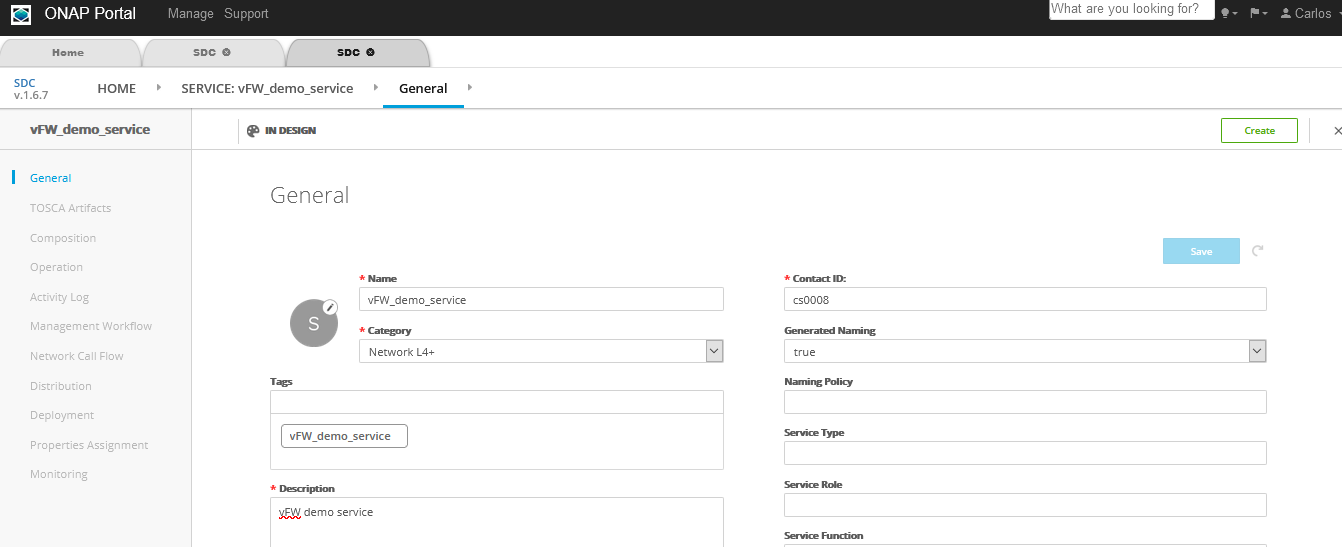 ONAP Portal Manage Support What are you looking for? Carlos
Home SDC SDC
SDC
v.1.6.7
HOME SERVICE: vFW_demo_service General
vFW_demo_service
IN DESIGN
Create
General
TOSCA Artifacts
Composition
Operation
Activity Log
Management Workflow
Network Call Flow
Distribution
Deployment
Properties Assignment
Monitoring
General
Save
S
* Name
vFW_demo_service
* Category
Network L4+
Tags
vFW_demo_service
* Description
vFW demo service
* Contact ID:
cs0008
Generated Naming
true
Naming Policy
Service Type
Service Role
Service Function